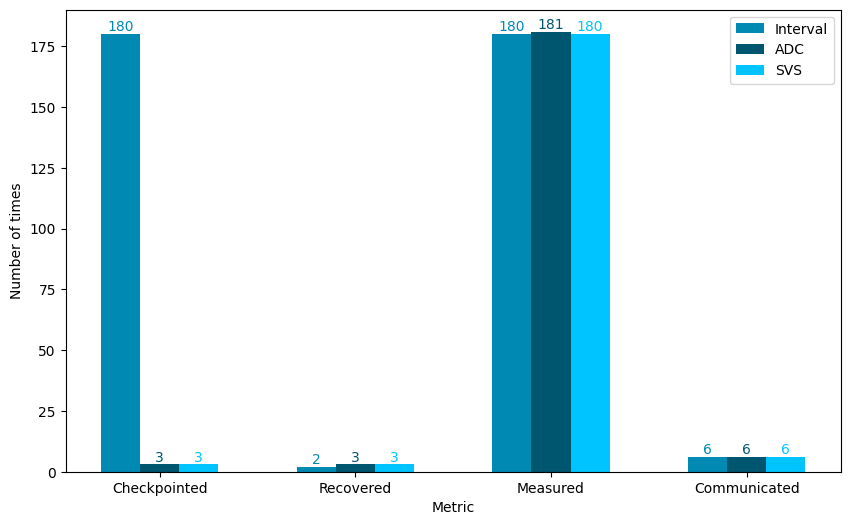 Number of times
175
150
125
100
75
50
25
0
180
3
3
2
3
3
180
181
180
6
6
6
Checkpointed
Recovered
Measured
Communicated
Metric
Interval
ADC
SVS